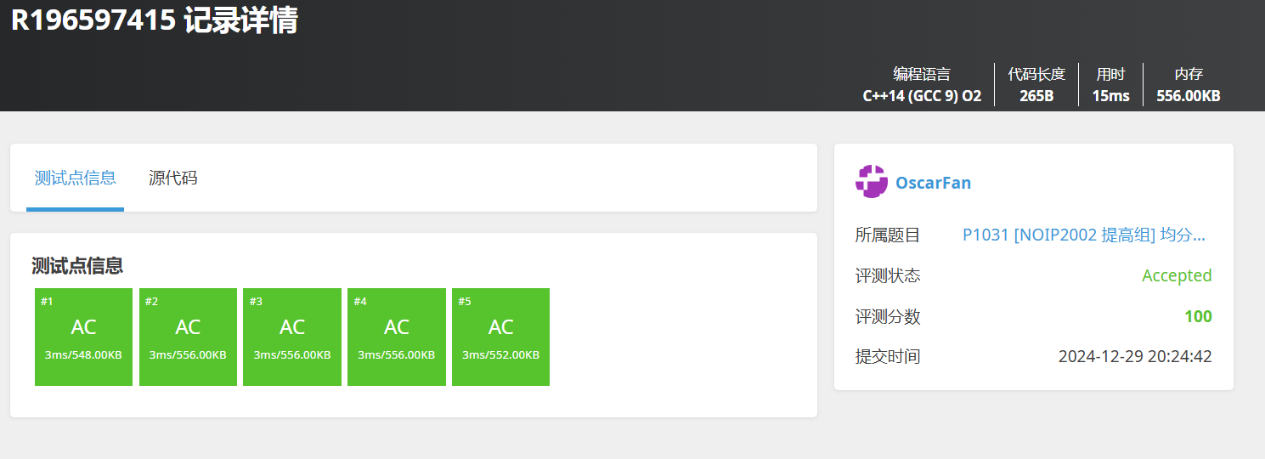 R196597415 记录详情
编程语言 代码长度 用时 内存
C++14 (GCC 9) O2 265B 15ms 556.00KB
测试点信息 源代码
测试点信息
#1 #2 #3 #4 #5
AC AC AC AC AC
3ms/548.00KB 3ms/556.00KB 3ms/556.00KB 3ms/556.00KB 3ms/552.00KB
OscarFan
所属题目 P1031 [NOIP2002 提高组] 均分...
评测状态 Accepted
评测分数 100
提交时间 2024-12-29 20:24:42